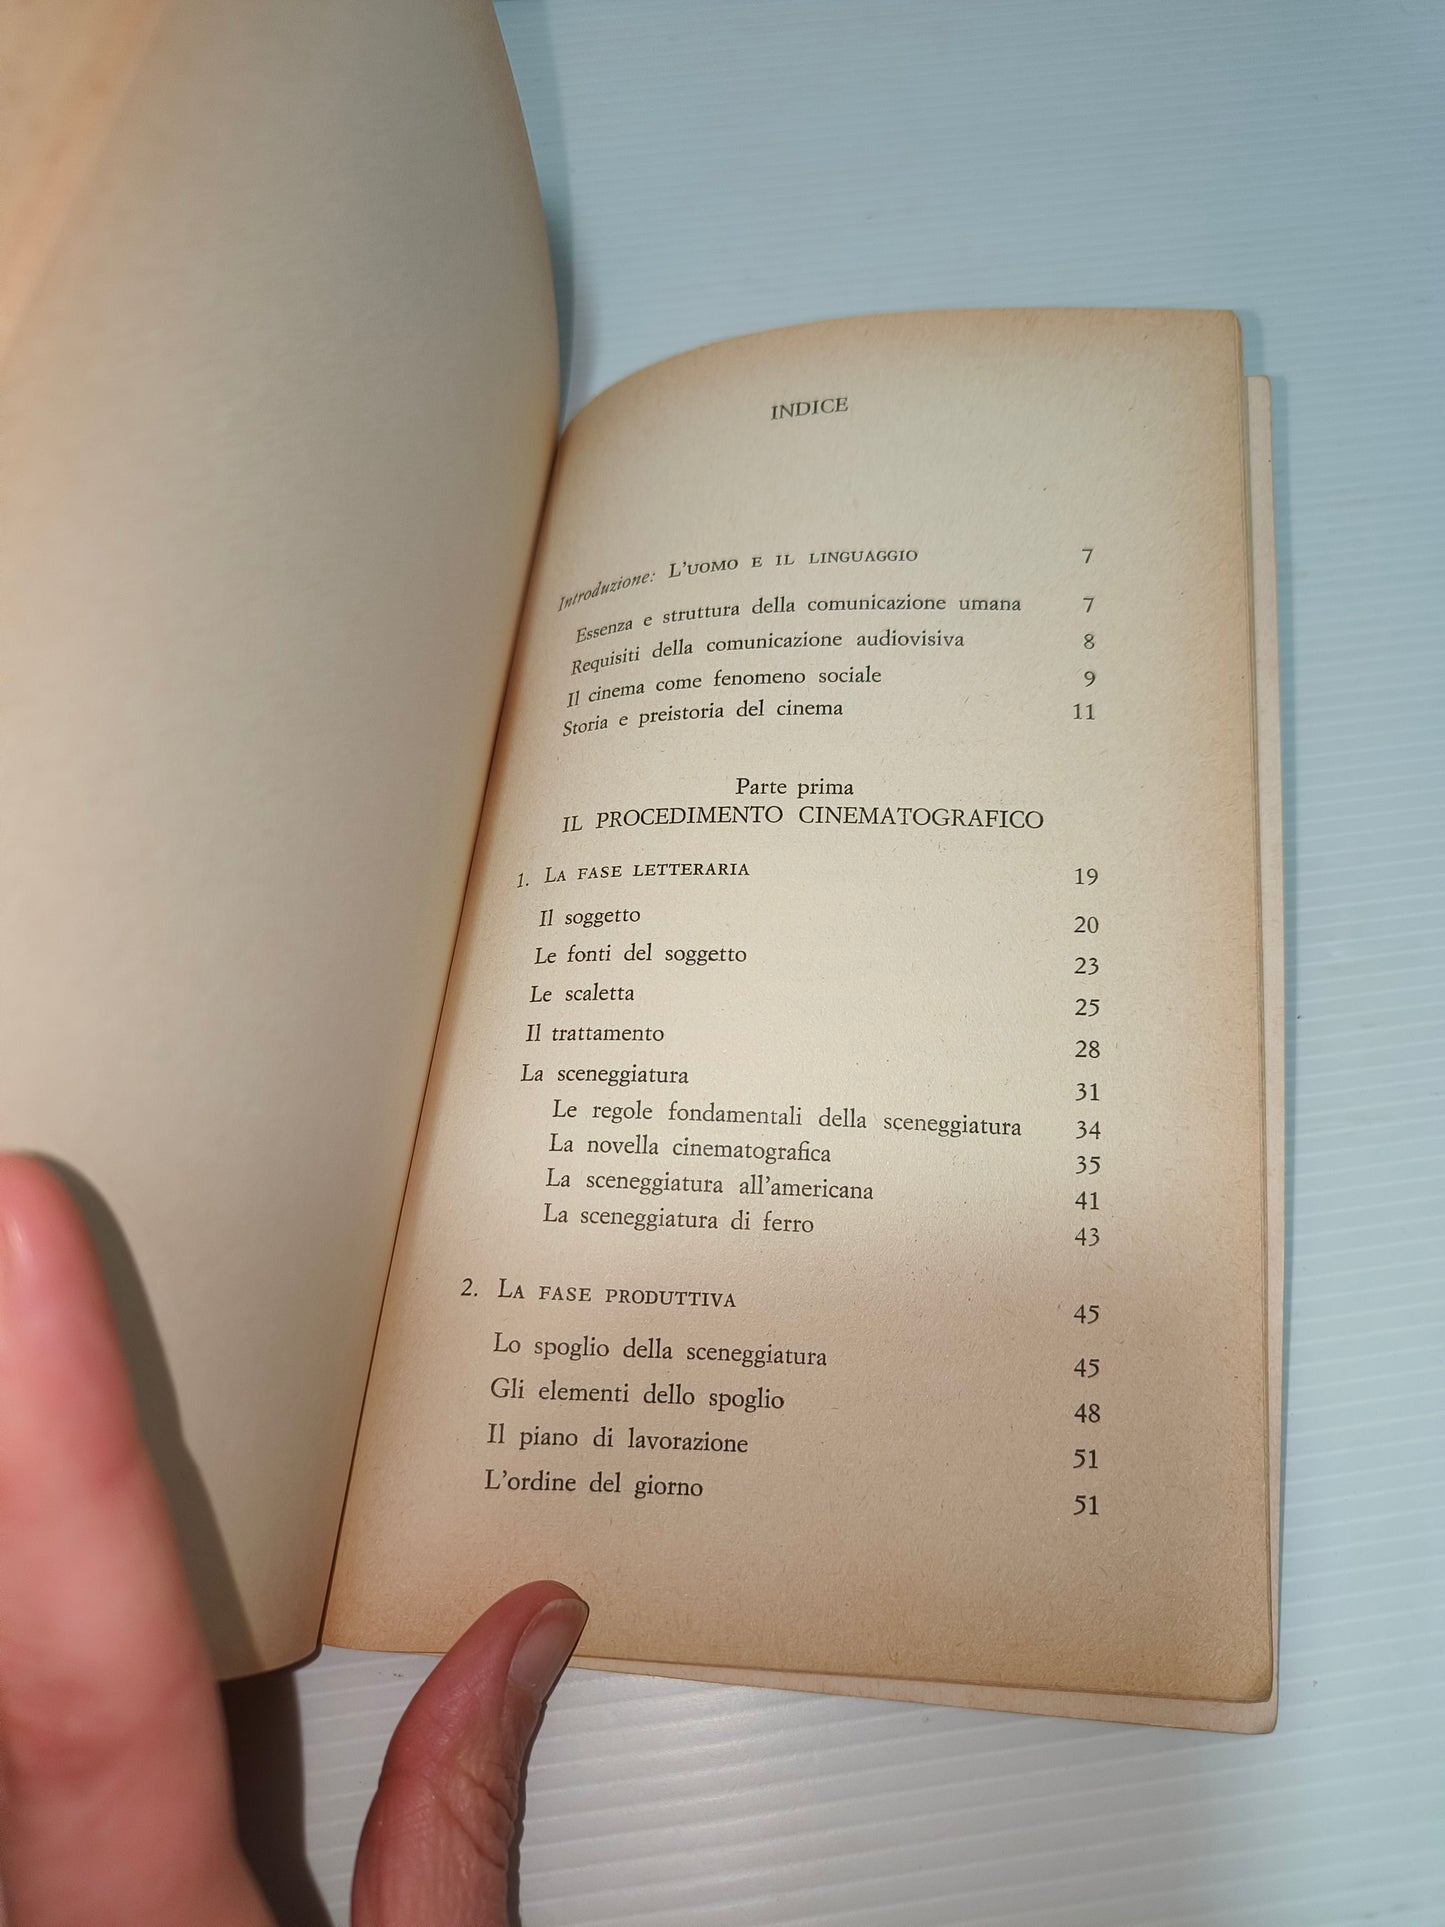 INDICE
Introduzione: L'UOMO E IL LINGUAGGIO 7
Essenza e struttura della comunicazione umana 7
Requisiti della comunicazione audiovisiva 8
Il cinema come fenomeno sociale 9
Storia e preistoria del cinema 11
Parte prima
IL PROCEDIMENTO CINEMATOGRAFICO
1. LA FASE LETTERARIA 19
Il soggetto 20
Le fonti del soggetto 23
Le scaletta 25
Il trattamento 28
La sceneggiatura 31
Le regole fondamentali della sceneggiatura 34
La novella cinematografica 35
La sceneggiatura all'americana 41
La sceneggiatura di ferro 43
2. LA FASE PRODUTTIVA 45
Lo spoglio della sceneggiatura 45
Gli elementi dello spoglio 48
Il piano di lavorazione 51
L'ordine del giorno 51